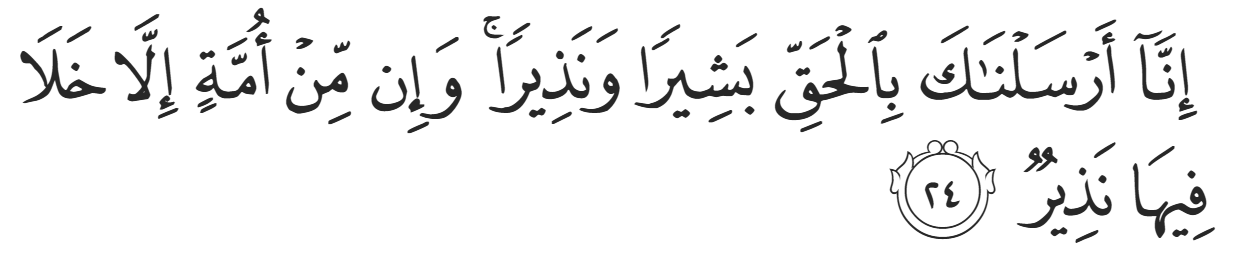 إِنَّآ أَرْسَلْنَٰكَ بِٱلْحَقِّ بَشِيرًا وَنَذِيرًا ۚ وَإِن مِّنْ أُمَّةٍ إِلَّا خَلَا
فِيهَا نَذِيرٌ ٢٤